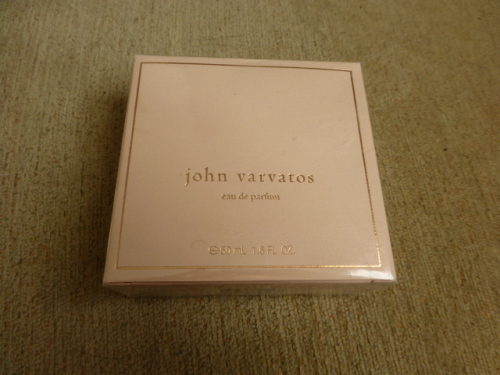 john varvatos
eau de parfum
℮ 50 mL 1.6 FL. OZ.